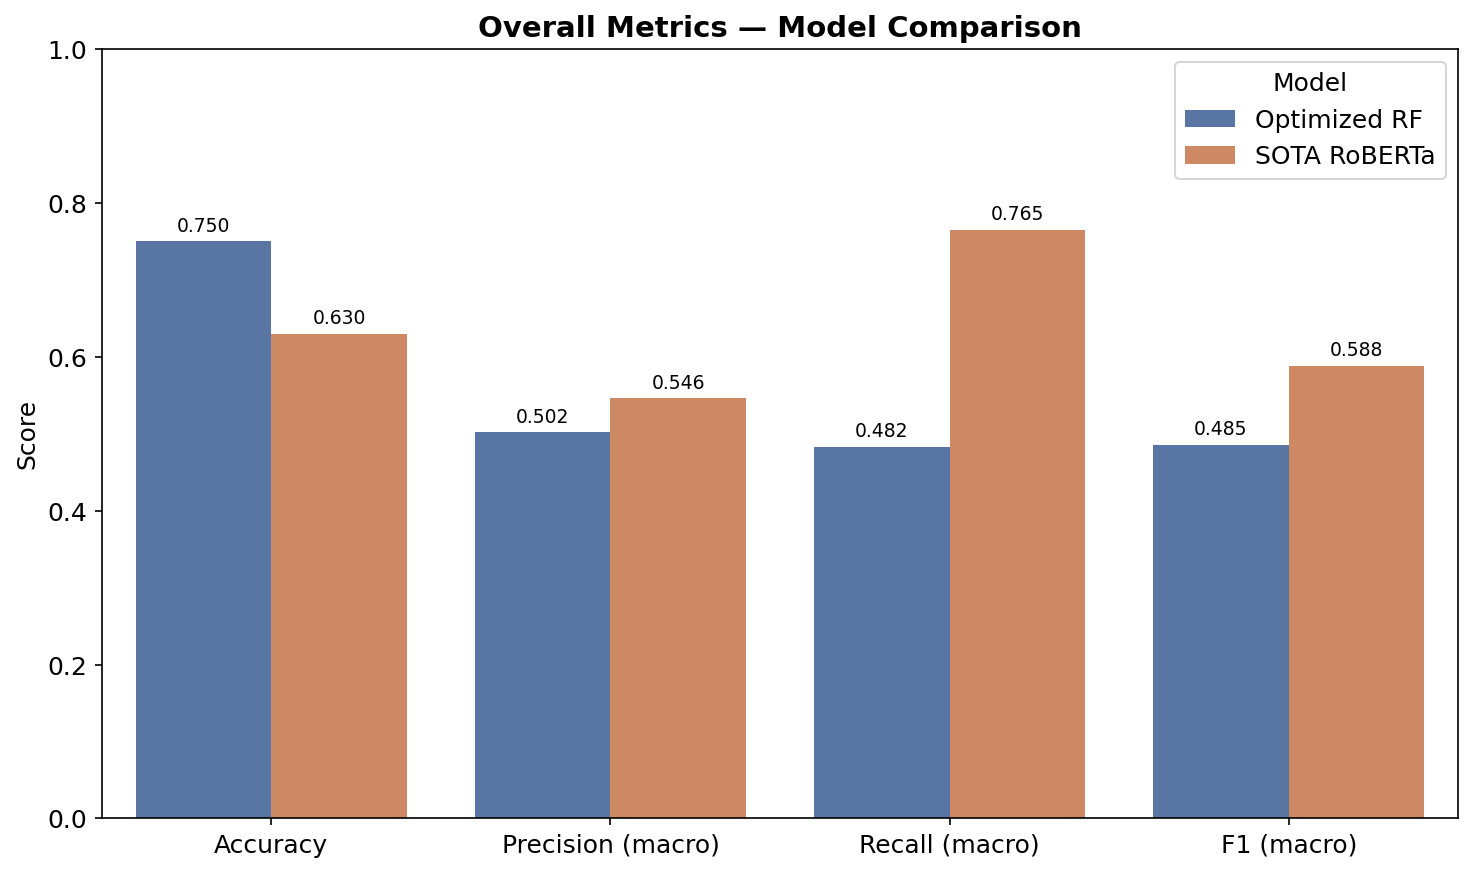 Overall Metrics — Model Comparison
Model
Optimized RF
SOTA RoBERTa
Score
1.0
0.8
0.6
0.4
0.2
0.0
0.750
0.630
0.502
0.546
0.482
0.765
0.485
0.588
Accuracy
Precision (macro)
Recall (macro)
F1 (macro)